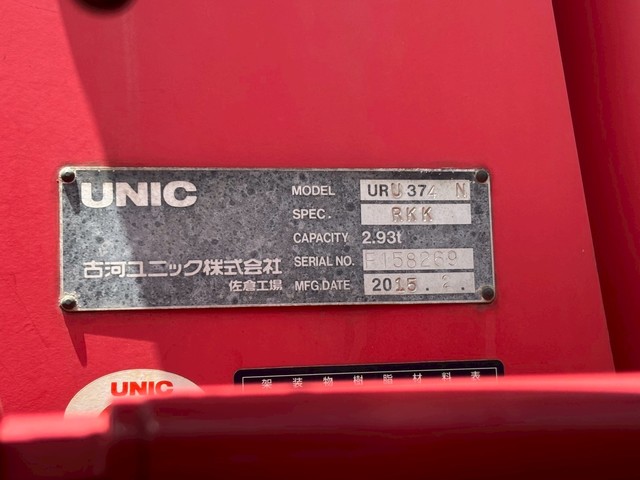 UNIC
MODEL URU374 N
SPEC. RKK
CAPACITY 2.93t
SERIAL NO. F158269
古河ユニック株式会社
佐倉工場
MFG.DATE 2015. 2.
架装物樹脂材料表
UNIC